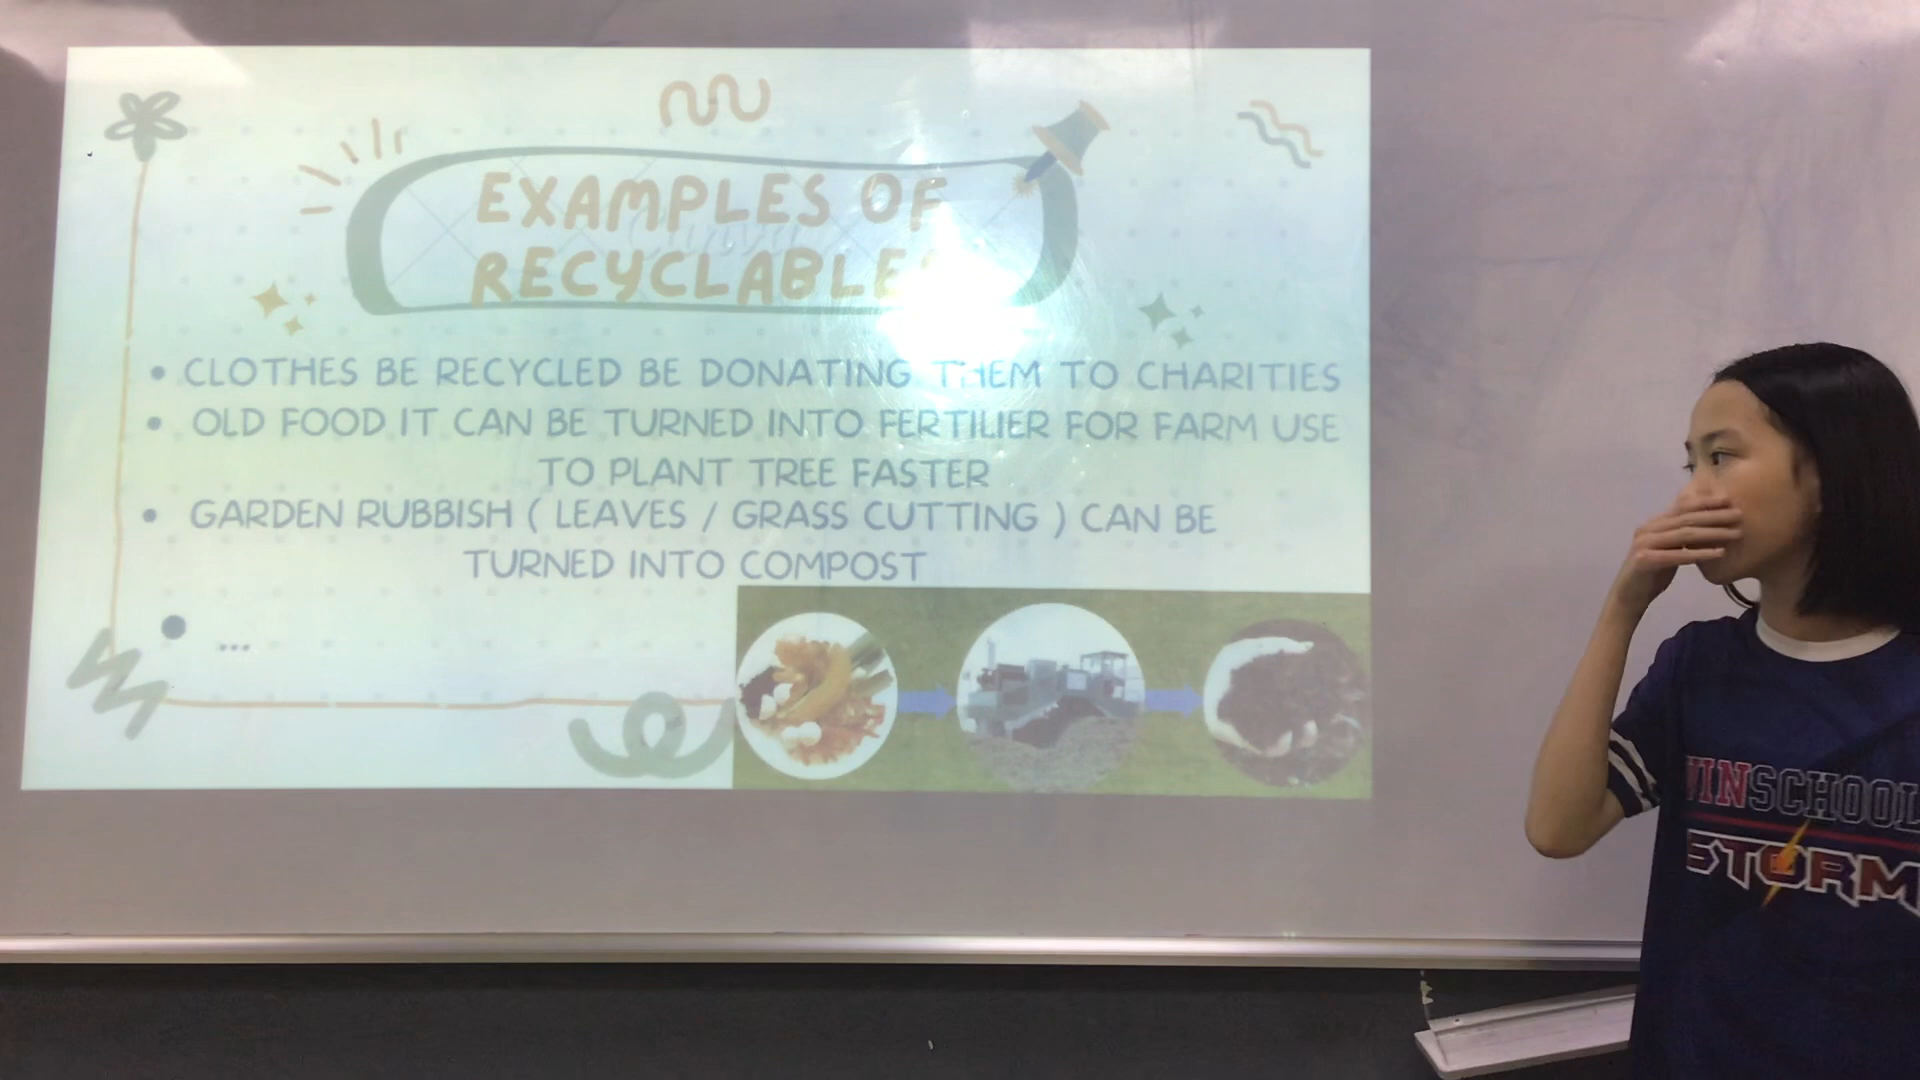 EXAMPLES OF
RECYCLABLE
• CLOTHES BE RECYCLED BE DONATING THEM TO CHARITIES
• OLD FOOD IT CAN BE TURNED INTO FERTILIER FOR FARM USE
TO PLANT TREE FASTER
• GARDEN RUBBISH ( LEAVES / GRASS CUTTING ) CAN BE
TURNED INTO COMPOST
• ...
VINSCHOOL
STORM